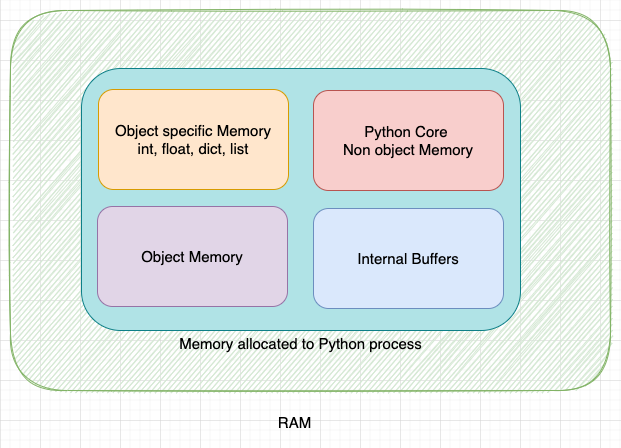 Object specific Memory
int, float, dict, list
Python Core
Non object Memory
Object Memory
Internal Buffers
Memory allocated to Python process
RAM